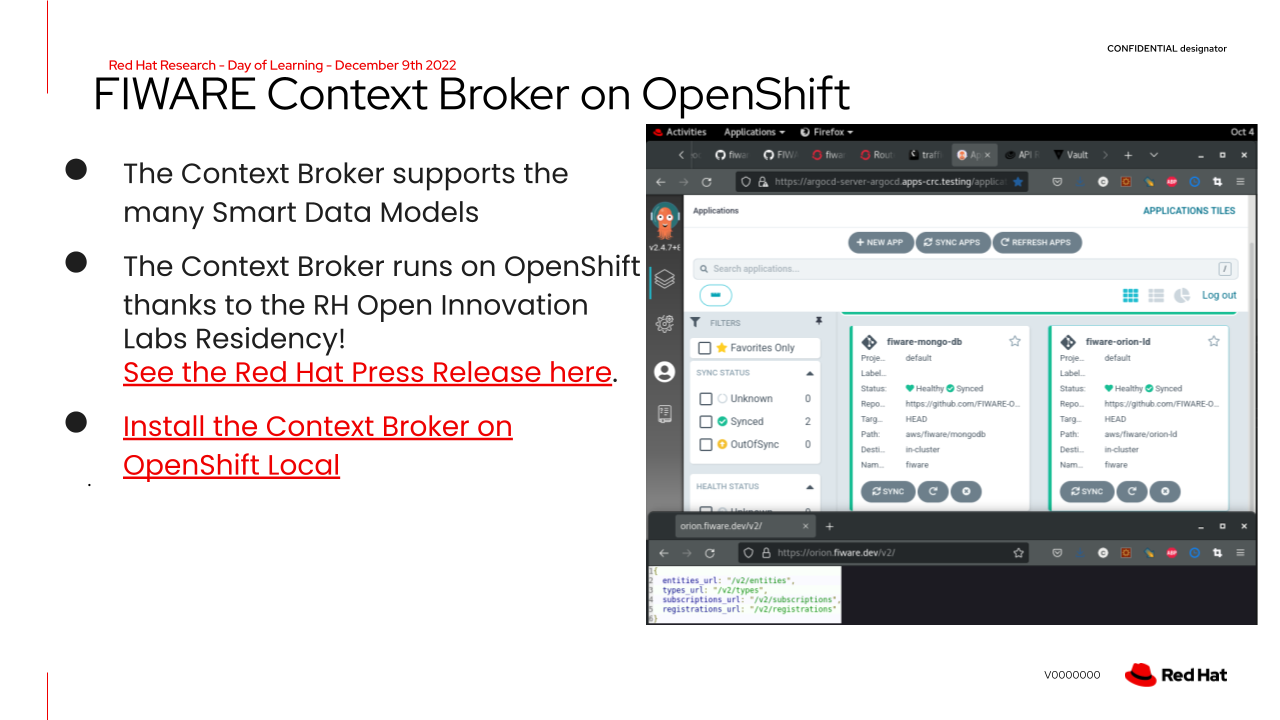 CONFIDENTIAL designator
Red Hat Research - Day of Learning - December 9th 2022
FIWARE Context Broker on OpenShift
● The Context Broker supports the
many Smart Data Models
● The Context Broker runs on OpenShift
thanks to the RH Open Innovation
Labs Residency!
See the Red Hat Press Release here.
● Install the Context Broker on
OpenShift Local
.
Activities Applications Firefox Oct 4
fiwar FIW fiwar Rout traff Ap API Vault
https://argocd-server-argocd.apps-crc.testing/applica
Applications APPLICATIONS TILES
v2.4.7+
+ NEW APP SYNC APPS REFRESH APPS
Search applications... /
Log out
FILTERS
Favorites Only
SYNC STATUS
Unknown 0
Synced 2
OutOfSync 0
HEALTH STATUS
Unknown 0
fiware-mongo-db
Proje... default
Label...
Status: Healthy Synced
Repo... https://github.com/FIWARE-O...
Targ... HEAD
Path: aws/fiware/mongodb
Desti... in-cluster
Nam... fiware
SYNC
fiware-orion-ld
Proje... default
Label...
Status: Healthy Synced
Repo... https://github.com/FIWARE-O...
Targ... HEAD
Path: aws/fiware/orion-ld
Desti... in-cluster
Nam... fiware
SYNC
orion.fiware.dev/v2/
https://orion.fiware.dev/v2/
1{
2 entities_url: "/v2/entities",
3 types_url: "/v2/types",
4 subscriptions_url: "/v2/subscriptions",
5 registrations_url: "/v2/registrations"
6}
V0000000
Red Hat